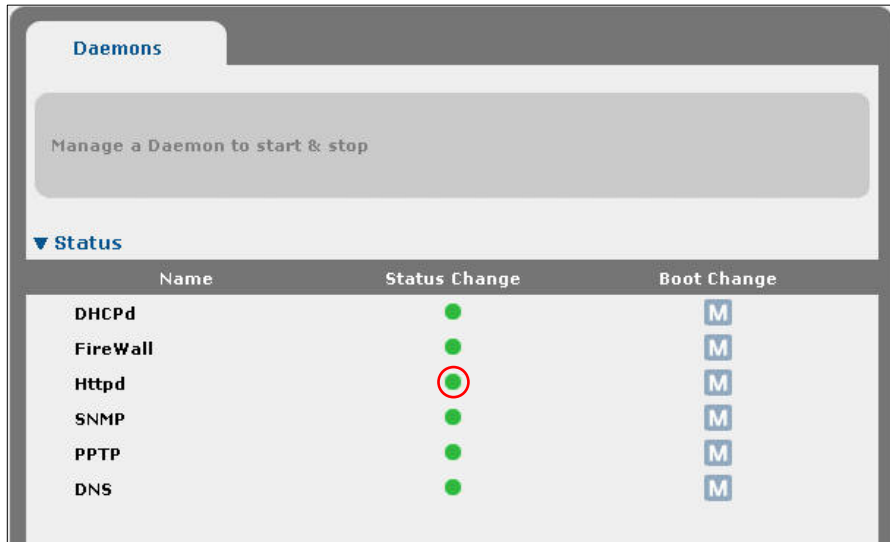 Daemons
Manage a Daemon to start & stop
▼ Status
Name Status Change Boot Change
DHCPd M
FireWall M
Httpd M
SNMP M
PPTP M
DNS M